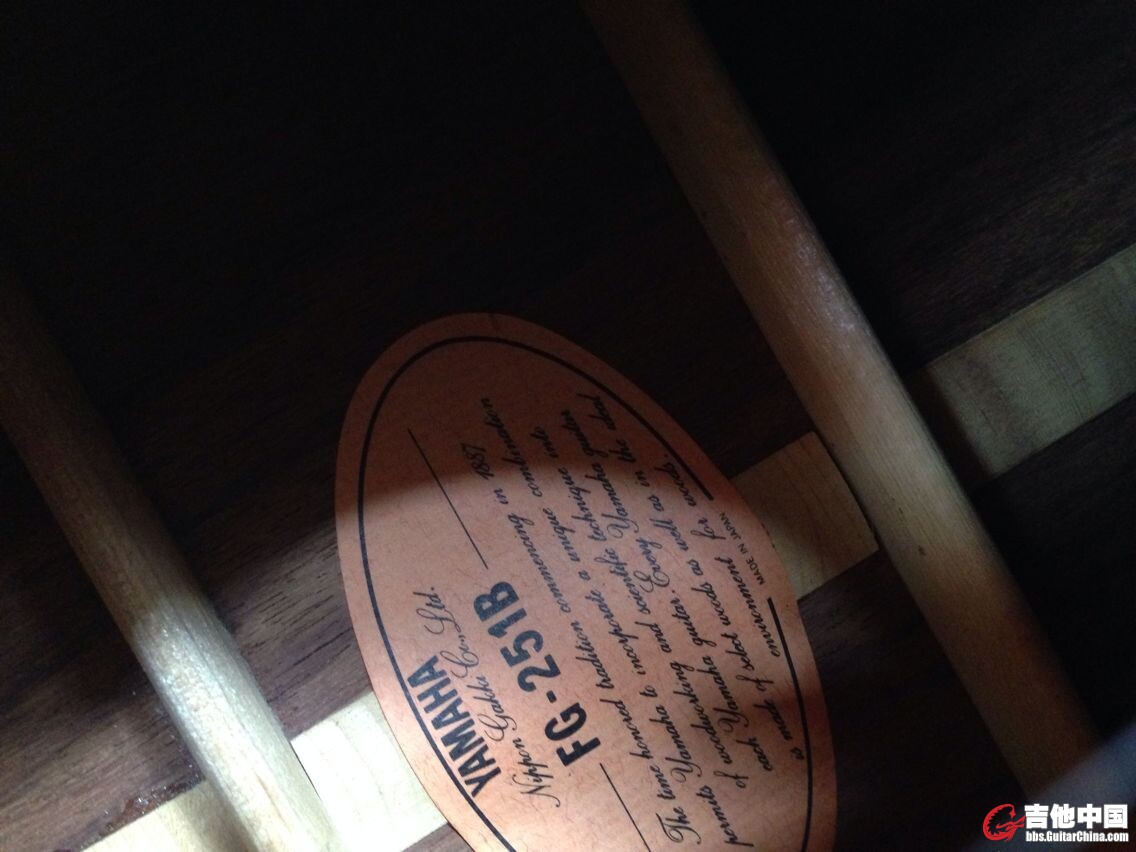 YAMAHA
Nippon Gakki Co., Ltd.
FG-251B
The time honored tradition commencing in 1887
permits Yamaha to incorporate a unique combination
of woodworking and scientific technique into
each Yamaha guitar. Every Yamaha guitar
is made of select woods as well as in the ideal
environment for woods.
MADE IN JAPAN
吉他中国
bbs.GuitarChina.com